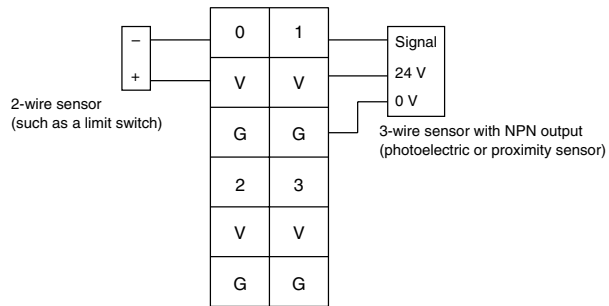 – 0 1 Signal
+ V V 24 V
0 V
2-wire sensor
(such as a limit switch)
G G
3-wire sensor with NPN output
(photoelectric or proximity sensor)
2 3
V V
G G